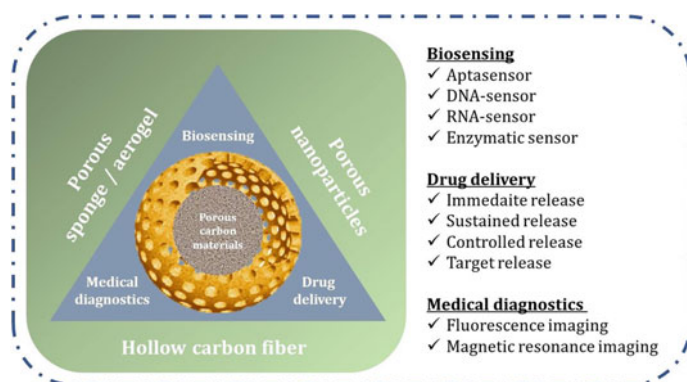 Porous
sponge / aerogel
Porous
nanoparticles
Biosensing
Porous
carbon
materials
Medical
diagnostics
Drug
delivery
Hollow carbon fiber
Biosensing
✓ Aptasensor
✓ DNA-sensor
✓ RNA-sensor
✓ Enzymatic sensor
Drug delivery
✓ Immedaite release
✓ Sustained release
✓ Controlled release
✓ Target release
Medical diagnostics
✓ Fluorescence imaging
✓ Magnetic resonance imaging